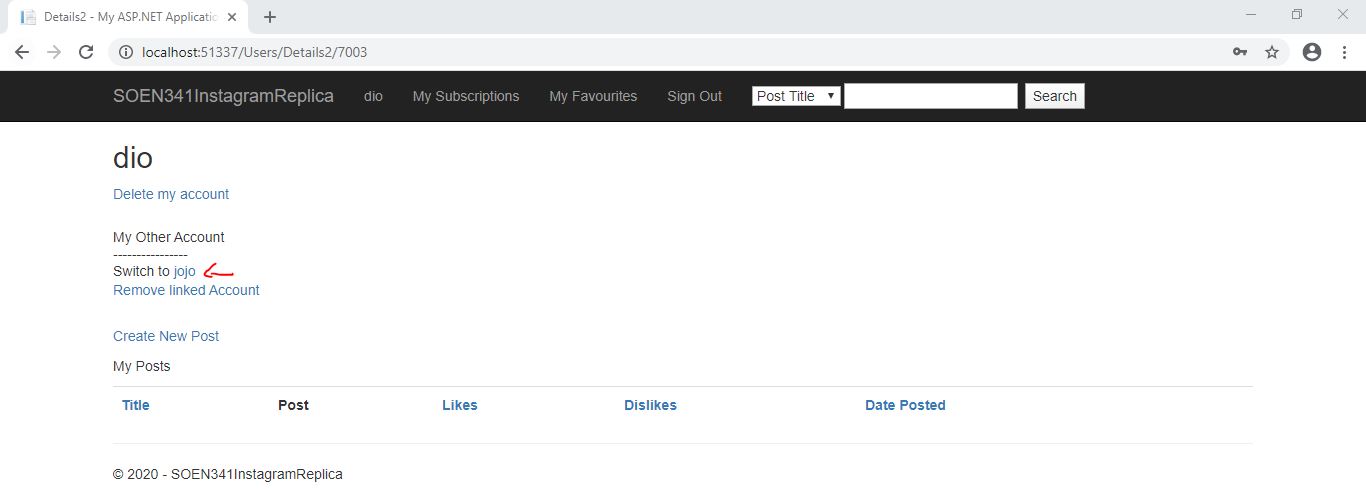 Details2 - My ASP.NET Applicatio
localhost:51337/Users/Details2/7003
SOEN341InstagramReplica dio My Subscriptions My Favourites Sign Out Post Title Search
dio
Delete my account
My Other Account
----------------
Switch to jojo
Remove linked Account
Create New Post
My Posts
Title Post Likes Dislikes Date Posted
© 2020 - SOEN341InstagramReplica